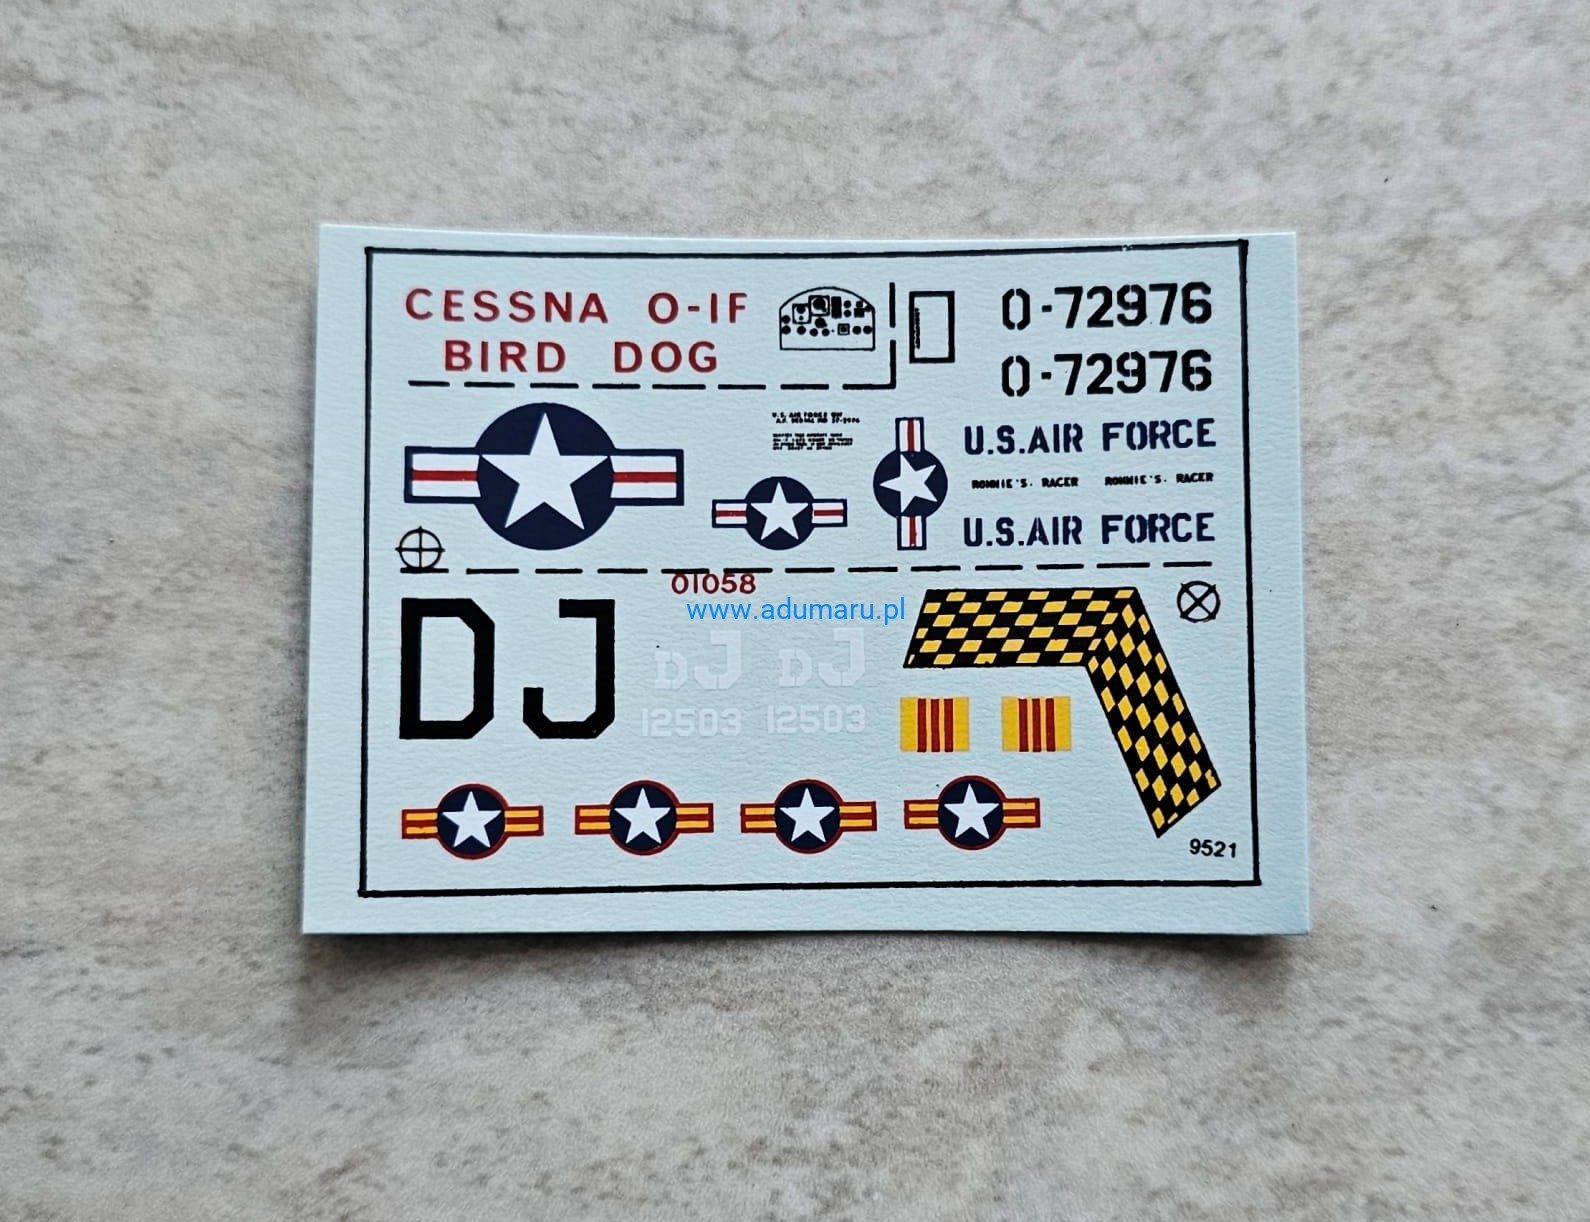 CESSNA O-IF
BIRD DOG
0-72976
0-72976
U.S.AIR FORCE
RONNIE'S. RACER RONNIE'S. RACER
U.S.AIR FORCE
01058
www.adumaru.pl
DJ
DJ DJ
12503 12503
9521